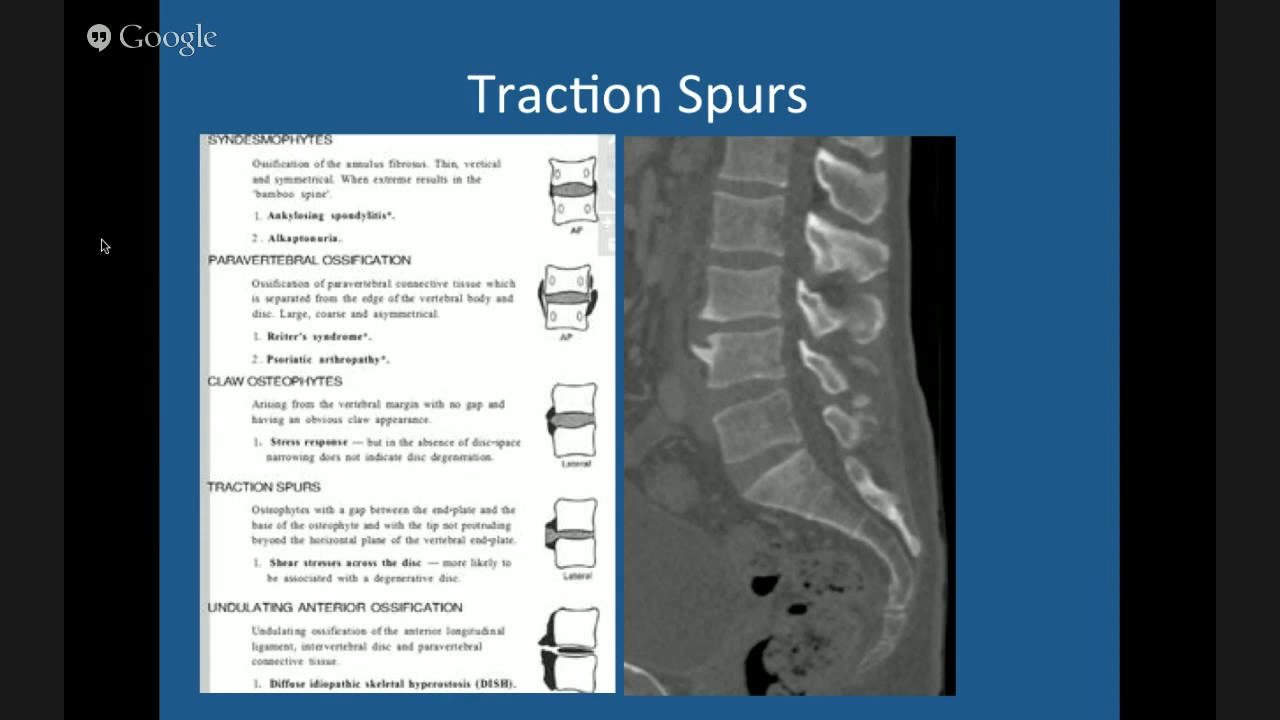 Google
Traction Spurs
SYNDESMOPHYTES
Ossification of the annulus fibrosus. Thin, vertical
and symmetrical. When extreme results in the
'bamboo spine'.
1. Ankylosing spondylitis*.
2. Alkaptonuria.
AP
PARAVERTEBRAL OSSIFICATION
Ossification of paravertebral connective tissue which
is separated from the edge of the vertebral body and
disc. Large, coarse and asymmetrical.
1. Reiter's syndrome*.
2. Psoriatic arthropathy*.
AP
CLAW OSTEOPHYTES
Arising from the vertebral margin with no gap and
having an obvious claw appearance.
1. Stress response — but in the absence of disc-space
narrowing does not indicate disc degeneration.
Lateral
TRACTION SPURS
Osteophytes with a gap between the end-plate and the
base of the osteophyte and with the tip not protruding
beyond the horizontal plane of the vertebral end-plate.
1. Shear stresses across the disc — more likely to
be associated with a degenerative disc.
Lateral
UNDULATING ANTERIOR OSSIFICATION
Undulating ossification of the anterior longitudinal
ligament, intervertebral disc and paravertebral
connective tissue.
1. Diffuse idiopathic skeletal hyperostosis (DISH).